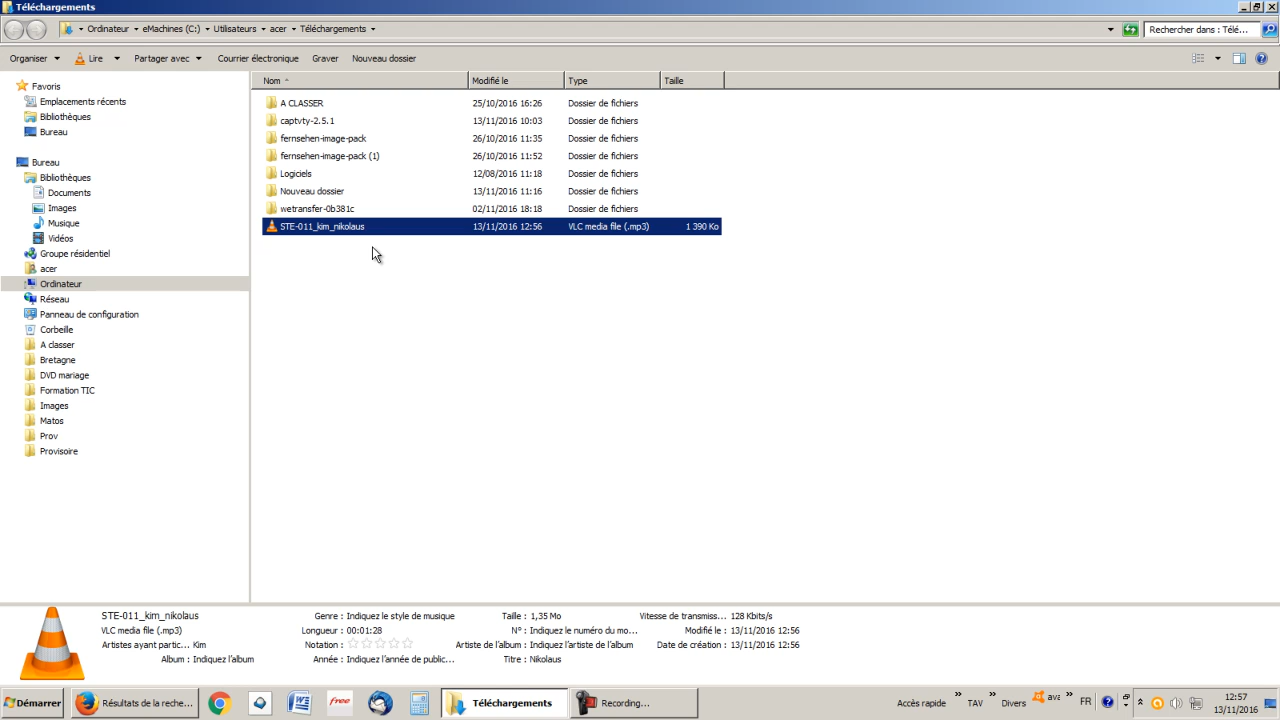 Téléchargements
Ordinateur eMachines (C:) Utilisateurs acer Téléchargements
Rechercher dans : Télé...
Organiser Lire Partager avec Courrier électronique Graver Nouveau dossier
Nom Modifié le Type Taille
Favoris
Emplacements récents
Bibliothèques
Bureau
Bureau
Bibliothèques
Documents
Images
Musique
Vidéos
Groupe résidentiel
acer
Ordinateur
Réseau
Panneau de configuration
Corbeille
A classer
Bretagne
DVD mariage
Formation TIC
Images
Matos
Prov
Provisoire
A CLASSER 25/10/2016 16:26 Dossier de fichiers
captvty-2.5.1 13/11/2016 10:03 Dossier de fichiers
fernsehen-image-pack 26/10/2016 11:35 Dossier de fichiers
fernsehen-image-pack (1) 26/10/2016 11:52 Dossier de fichiers
Logiciels 12/08/2016 11:18 Dossier de fichiers
Nouveau dossier 13/11/2016 11:16 Dossier de fichiers
wetransfer-0b381c 02/11/2016 18:18 Dossier de fichiers
STE-011_kim_nikolaus 13/11/2016 12:56 VLC media file (.mp3) 1 390 Ko
STE-011_kim_nikolaus Genre : Indiquez le style de musique Taille : 1,35 Mo Vitesse de transmiss... 128 Kbits/s
VLC media file (.mp3) Longueur : 00:01:28 N° : Indiquez le numéro du mo... Modifié le : 13/11/2016 12:56
Artistes ayant partic... Kim Notation : Artiste de l'album : Indiquez l'artiste de l'album Date de création : 13/11/2016 12:56
Album : Indiquez l'album Année : Indiquez l'année de public... Titre : Nikolaus
Démarrer Résultats de la reche... free Téléchargements Recording... Accès rapide » TAV » Divers ava » FR 12:57
13/11/2016